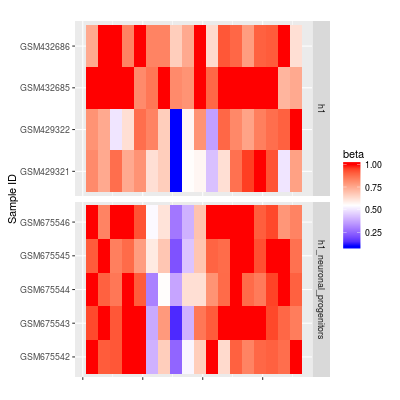 Sample ID
GSM432686
GSM432685
GSM429322
GSM429321
h1
GSM675546
GSM675545
GSM675544
GSM675543
GSM675542
h1_neuronal_progenitors
beta
1.00
0.75
0.50
0.25